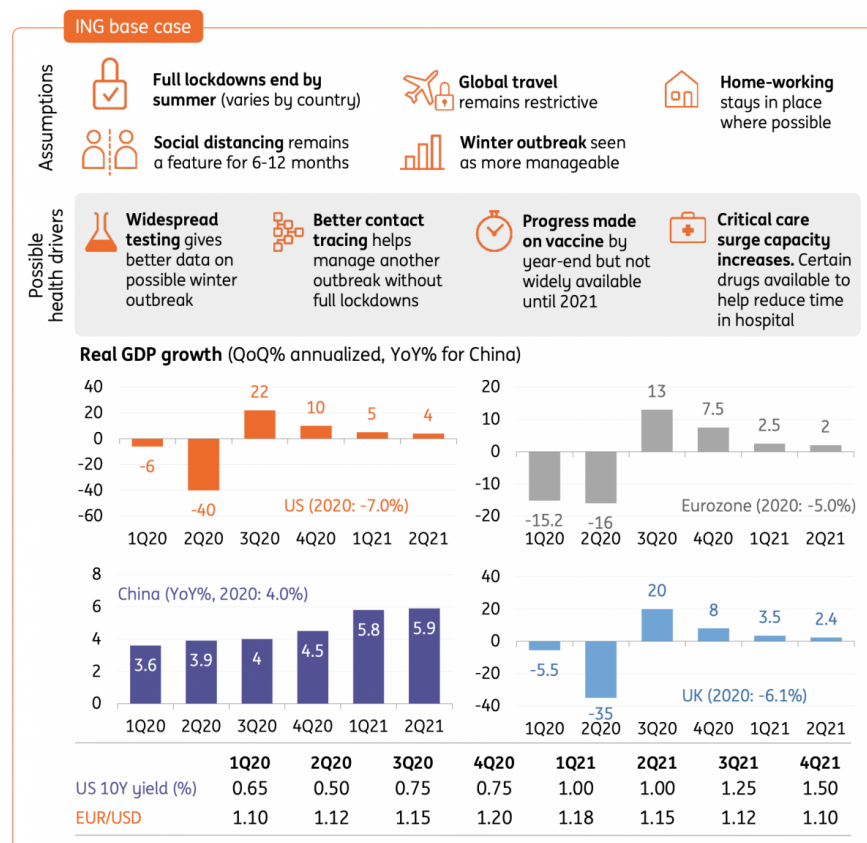 ING base case
Assumptions
Full lockdowns end by
summer (varies by country)
Global travel
remains restrictive
Home-working
stays in place
where possible
Social distancing remains
a feature for 6-12 months
Winter outbreak seen
as more manageable
Possible
health drivers
Widespread
testing gives
better data on
possible winter
outbreak
Better contact
tracing helps
manage another
outbreak without
full lockdowns
Progress made
on vaccine by
year-end but not
widely available
until 2021
Critical care
surge capacity
increases. Certain
drugs available to
help reduce time
in hospital
Real GDP growth (QoQ% annualized, YoY% for China)
40
20
0
-20
-40
-60
-6
-40
22
10
5
4
US (2020: -7.0%)
1Q20 2Q20 3Q20 4Q20 1Q21 2Q21
20
10
0
-10
-20
-15.2
-16
13
7.5
2.5
2
Eurozone (2020: -5.0%)
1Q20 2Q20 3Q20 4Q20 1Q21 2Q21
8
6
4
2
0
China (YoY%, 2020: 4.0%)
3.6
3.9
4
4.5
5.8
5.9
1Q20 2Q20 3Q20 4Q20 1Q21 2Q21
40
20
0
-20
-40
-5.5
-35
20
8
3.5
2.4
UK (2020: -6.1%)
1Q20 2Q20 3Q20 4Q20 1Q21 2Q21
1Q20 2Q20 3Q20 4Q20 1Q21 2Q21 3Q21 4Q21
US 10Y yield (%) 0.65 0.50 0.75 0.75 1.00 1.00 1.25 1.50
EUR/USD 1.10 1.12 1.15 1.20 1.18 1.15 1.12 1.10